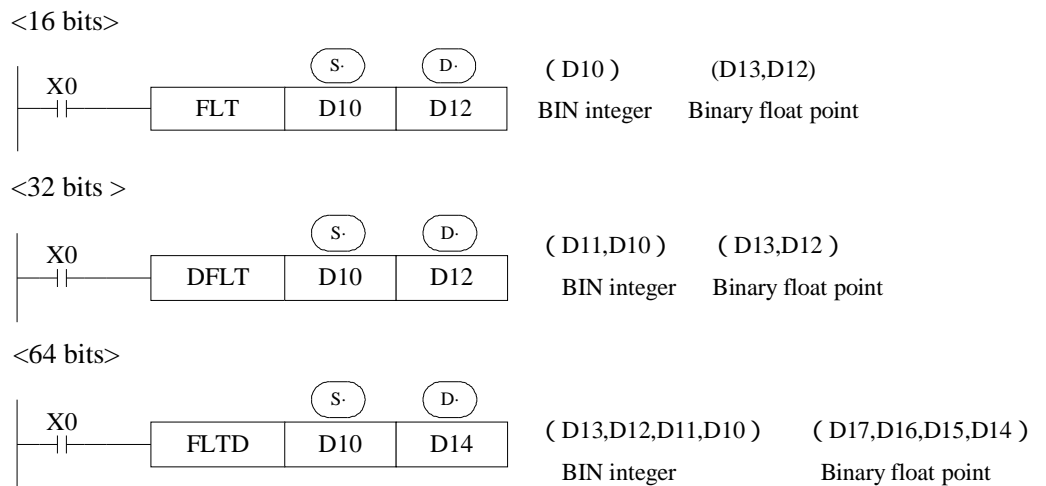 <16 bits>
S· D·
X0 FLT D10 D12 ( D10 ) (D13,D12)
BIN integer Binary float point
<32 bits >
S· D·
X0 DFLT D10 D12 ( D11,D10 ) ( D13,D12 )
BIN integer Binary float point
<64 bits>
S· D·
X0 FLTD D10 D14 ( D13,D12,D11,D10 ) ( D17,D16,D15,D14 )
BIN integer Binary float point